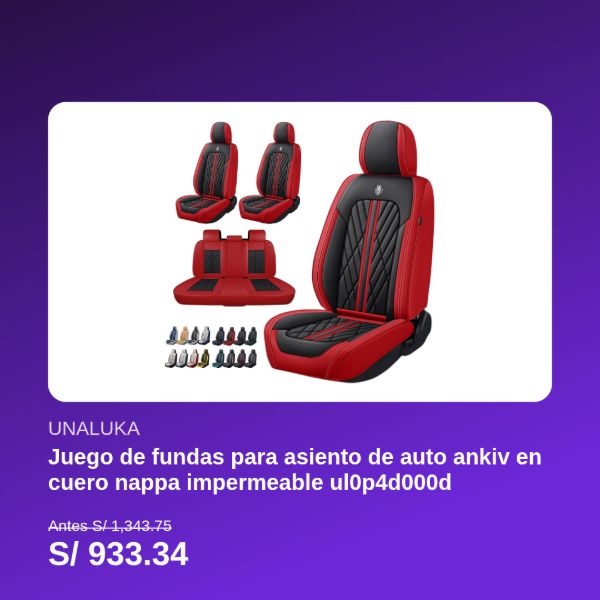 UNALUKA
Juego de fundas para asiento de auto ankiv en
cuero nappa impermeable ul0p4d000d
Antes S/ 1,343.75
S/ 933.34